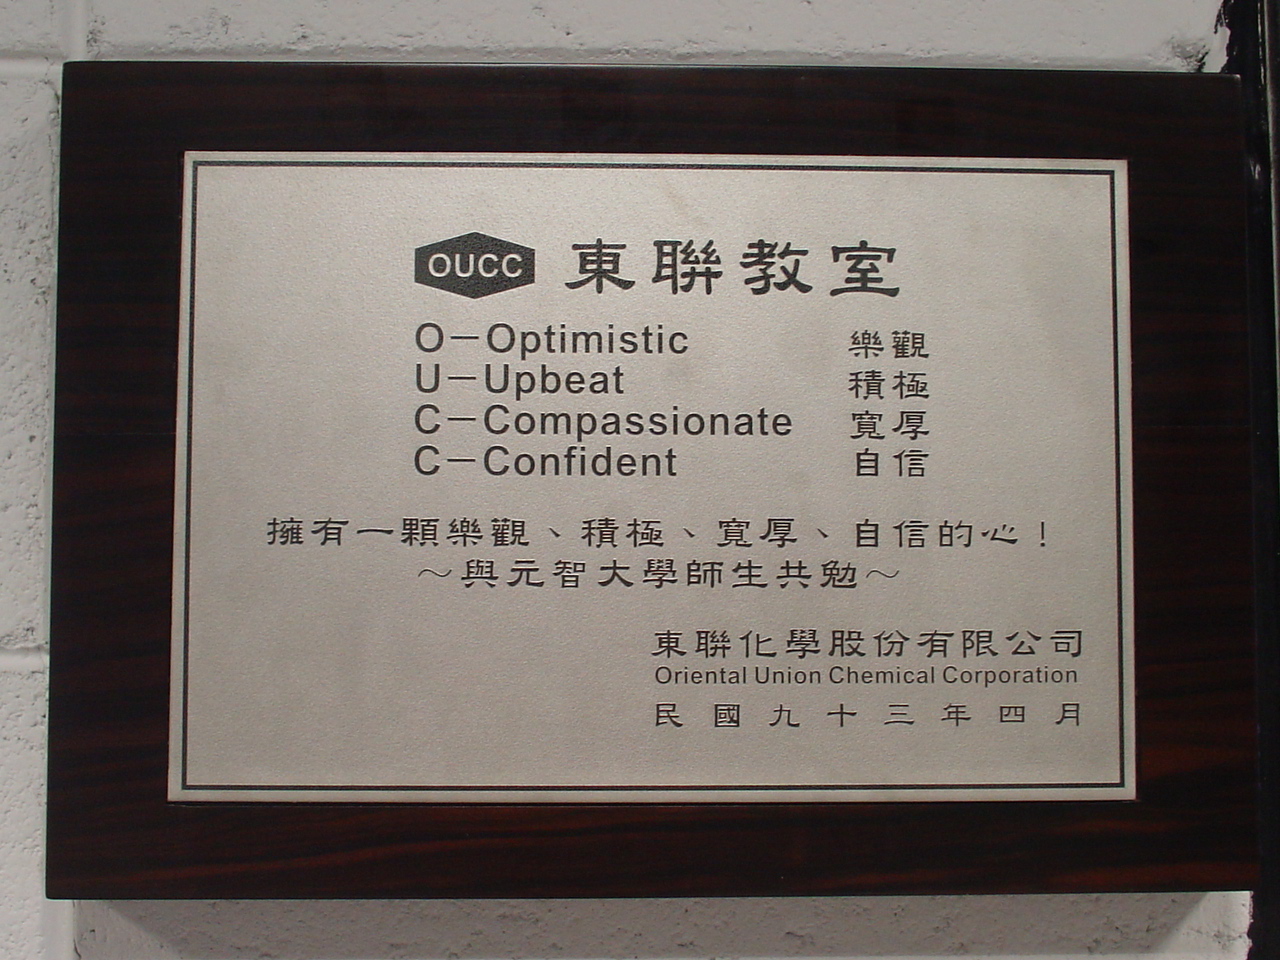 OUCC 東聯教室
O－Optimistic 樂觀
U－Upbeat 積極
C－Compassionate 寬厚
C－Confident 自信
擁有一顆樂觀、積極、寬厚、自信的心！
～與元智大學師生共勉～
東聯化學股份有限公司
Oriental Union Chemical Corporation
民國九十三年四月